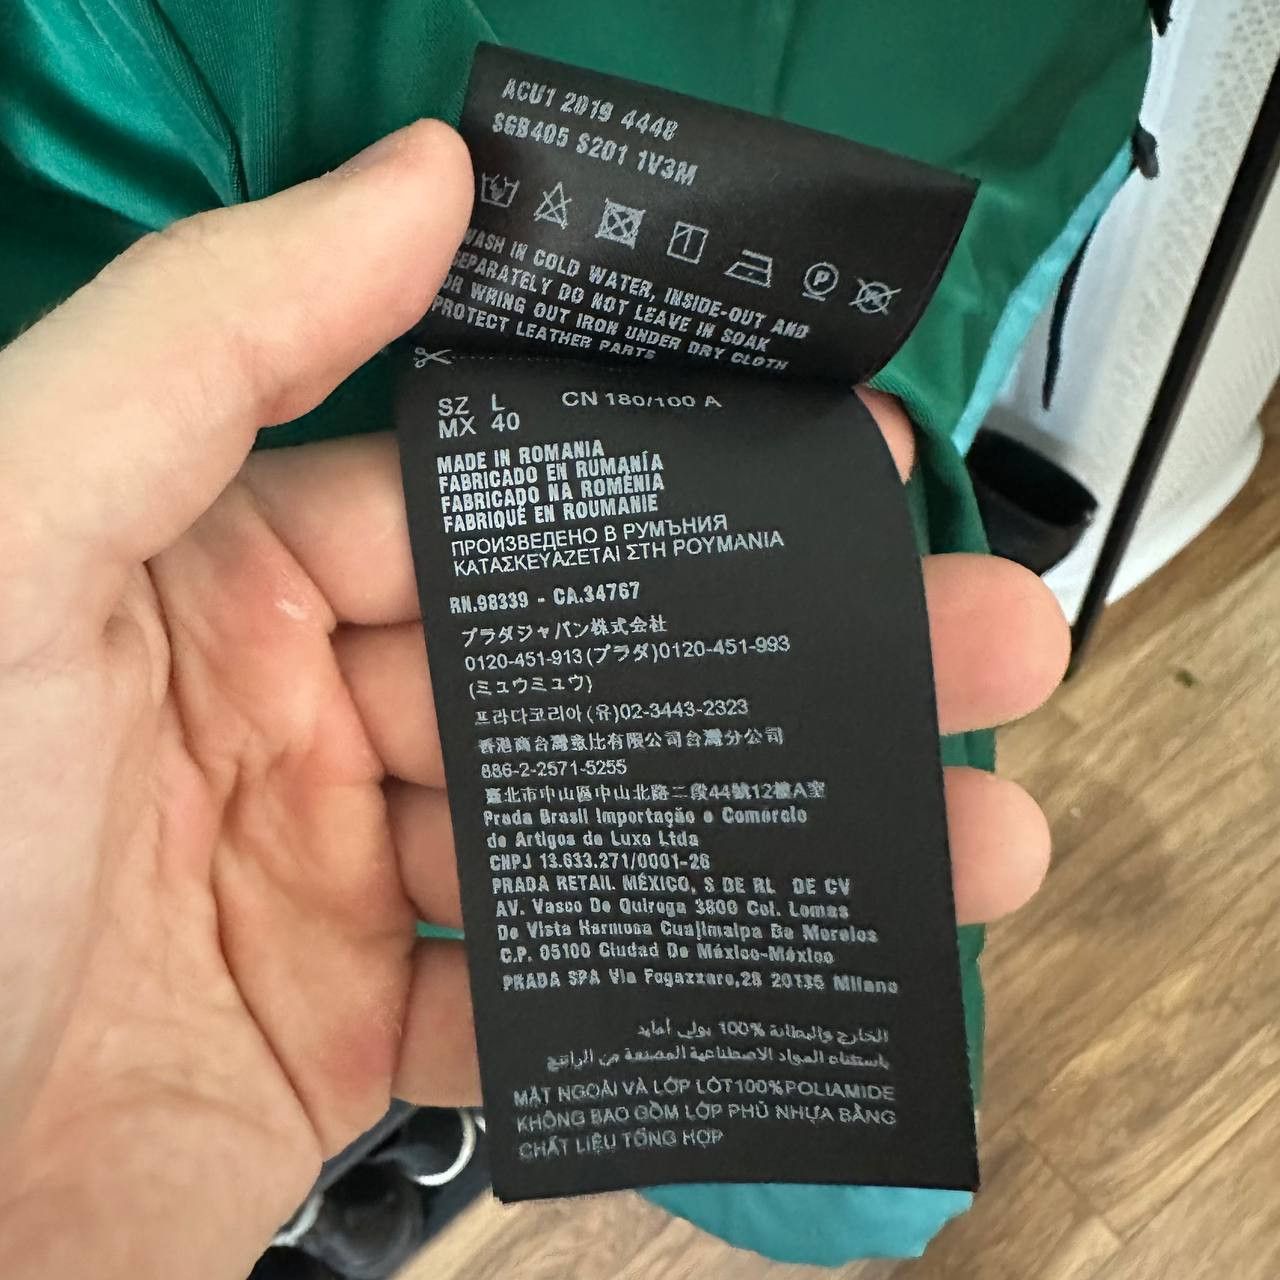 ACU1 2019 4448
SGB405 S201 1V3M
WASH IN COLD WATER, INSIDE-OUT AND
SEPARATELY DO NOT LEAVE IN SOAK
OR WRING OUT IRON UNDER DRY CLOTH
PROTECT LEATHER PARTS
SZ L CN 180/100 A
MX 40
MADE IN ROMANIA
FABRICADO EN RUMANÍA
FABRICADO NA ROMÉNIA
FABRIQUÉ EN ROUMANIE
ПРОИЗВЕДЕНО В РУМЪНИЯ
ΚΑΤΑΣΚΕΥΑΖΕΤΑΙ ΣΤΗ ΡΟΥΜΑΝΙΑ
RN.98339 - CA.34767
プラダジャパン株式会社
0120-451-913(プラダ)0120-451-993
(ミュウミュウ)
프라다코리아(유)02-3443-2323
香港商台灣像比有限公司台灣分公司
886-2-2571-5255
臺北市中山區中山北路二段44號12樓A室
Prada Brasil Importação e Comércio
de Artigos de Luxo Ltda
CNPJ 13.633.271/0001-26
PRADA RETAIL MÉXICO, S DE RL DE CV
AV. Vasco De Quiroga 3800 Col. Lomas
De Vista Hermosa Cuajimalpa De Morelos
C.P. 05100 Ciudad De México-México
PRADA SPA Via Fogazzaro,28 20135 Milano
الخارج والبطانة 100% بولي أمايد
باستثناء المواد الاصطناعية المصنعة من الراتنج
MẶT NGOÀI VÀ LỚP LÓT100%POLIAMIDE
KHÔNG BAO GỒM LỚP PHỦ NHỰA BẰNG
CHẤT LIỆU TỔNG HỢP